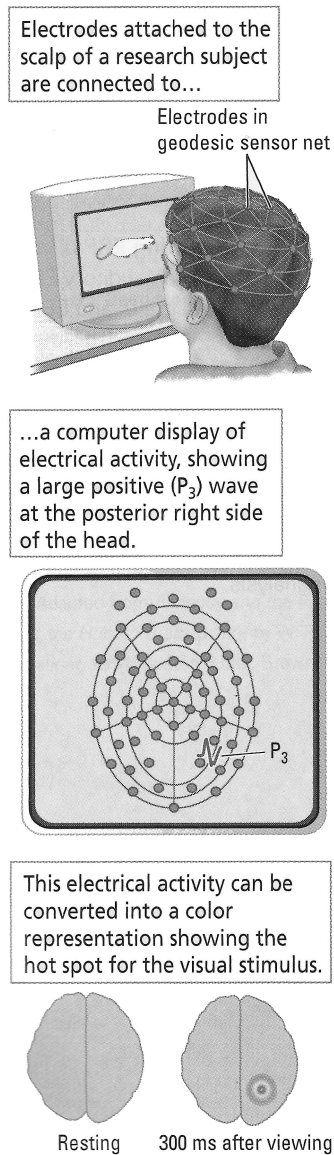 Electrodes attached to the
scalp of a research subject
are connected to…
Electrodes in
geodesic sensor net
…a computer display of
electrical activity, showing
a large positive (P₃) wave
at the posterior right side
of the head.
P₃
This electrical activity can be
converted into a color
representation showing the
hot spot for the visual stimulus.
Resting
300 ms after viewing